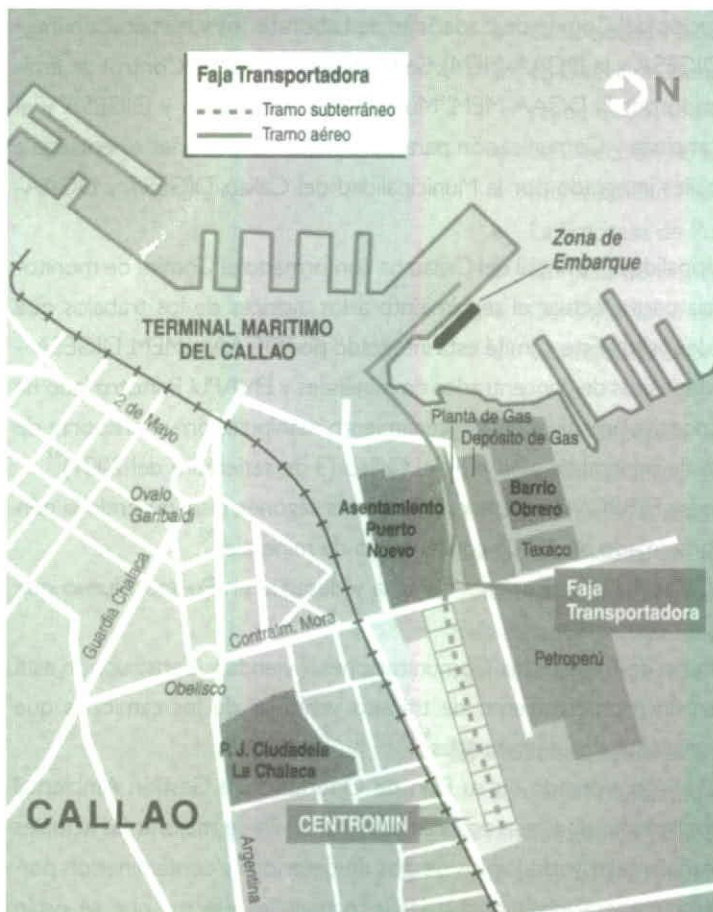 Faja Transportadora
Tramo subterráneo
Tramo aéreo
N
Zona de
Embarque
TERMINAL MARITIMO
DEL CALLAO
2 de Mayo
Planta de Gas
Depósito de Gas
Ovalo
Garibaldi
Asentamiento
Puerto
Nuevo
Barrio
Obrero
Texaco
Guardia Chalaca
Faja
Transportadora
Contralm. Mora
Petroperú
Obelisco
P. J. Ciudadela
La Chalaca
CALLAO
CENTROMIN
Argentina